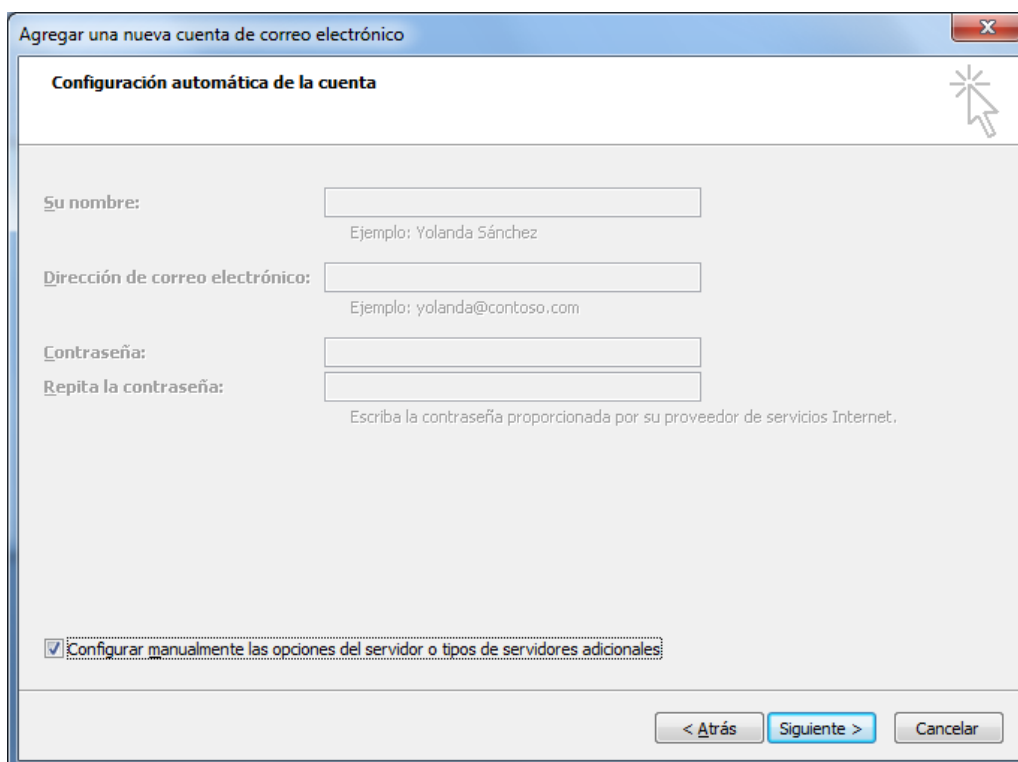 Agregar una nueva cuenta de correo electrónico
Configuración automática de la cuenta
Su nombre:
Ejemplo: Yolanda Sánchez
Dirección de correo electrónico:
Ejemplo: yolanda@contoso.com
Contraseña:
Repita la contraseña:
Escriba la contraseña proporcionada por su proveedor de servicios Internet.
Configurar manualmente las opciones del servidor o tipos de servidores adicionales
< Atrás Siguiente > Cancelar